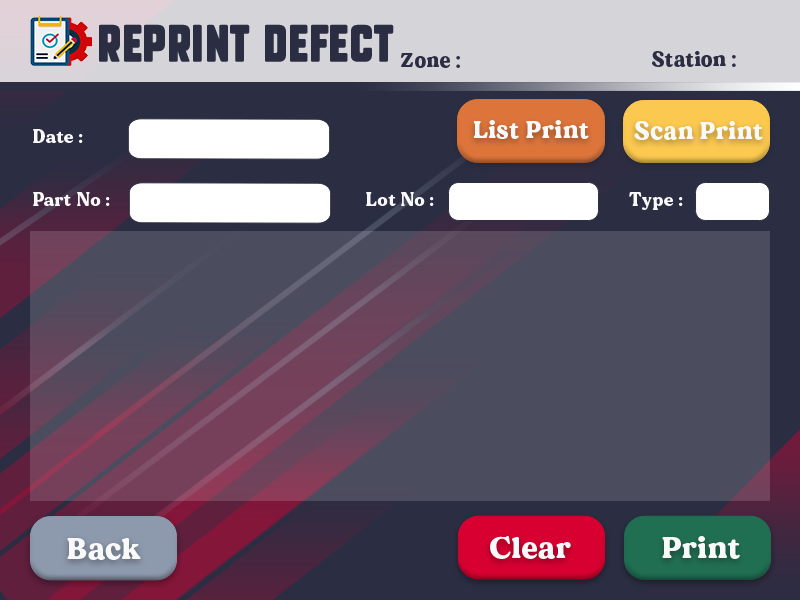 REPRINT DEFECT
Zone :
Station :
Date :
List Print
Scan Print
Part No :
Lot No :
Type :
Back
Clear
Print